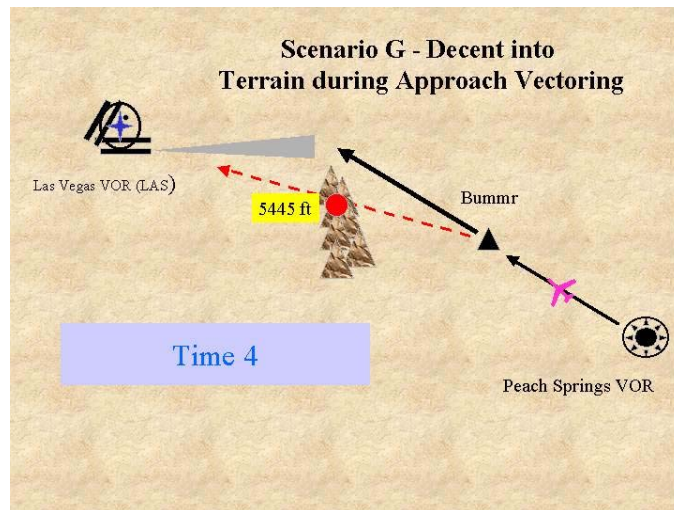 Scenario G - Decent into
Terrain during Approach Vectoring
Las Vegas VOR (LAS)
5445 ft
Bummr
Time 4
Peach Springs VOR